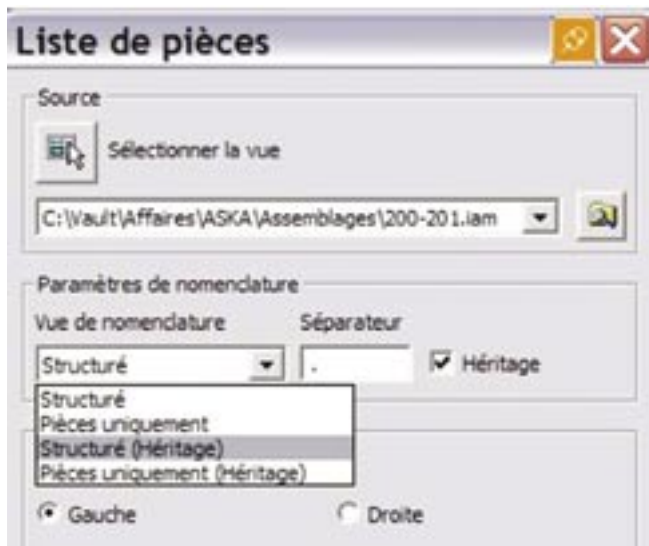 Liste de pièces
Source
Sélectionner la vue
C:\Vault\Affaires\ASKA\Assemblages\200-201.iam
Paramètres de nomenclature
Vue de nomenclature Séparateur
Structuré . Héritage
Structuré
Pièces uniquement
Structuré (Héritage)
Pièces uniquement (Héritage)
Gauche Droite